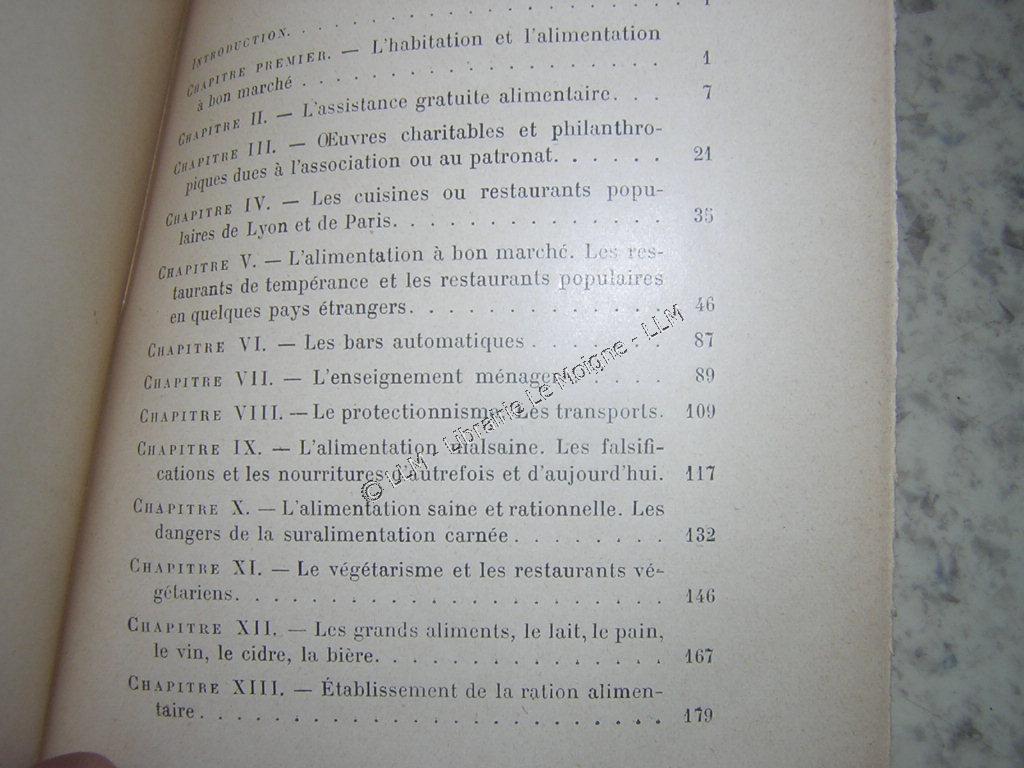 INTRODUCTION. . . . . . . . . . . . . . . .
CHAPITRE PREMIER. — L'habitation et l'alimentation
à bon marché . . . . . . . . . . . . . . 1
CHAPITRE II. — L'assistance gratuite alimentaire. . . 7
CHAPITRE III. — Œuvres charitables et philanthro-
piques dues à l'association ou au patronat. . . . . . 21
CHAPITRE IV. — Les cuisines ou restaurants popu-
laires de Lyon et de Paris. . . . . . . . . . . . 35
CHAPITRE V. — L'alimentation à bon marché. Les res-
taurants de tempérance et les restaurants populaires
en quelques pays étrangers. . . . . . . . . . . . 46
CHAPITRE VI. — Les bars automatiques . . . . . . 87
CHAPITRE VII. — L'enseignement ménager . . . . 89
CHAPITRE VIII. — Le protectionnisme. Les transports. 109
CHAPITRE IX. — L'alimentation malsaine. Les falsifi-
cations et les nourritures d'autrefois et d'aujourd'hui. 117
CHAPITRE X. — L'alimentation saine et rationnelle. Les
dangers de la suralimentation carnée . . . . . . . . 132
CHAPITRE XI. — Le végétarisme et les restaurants vé-
gétariens. . . . . . . . . . . . . . . . . 146
CHAPITRE XII. — Les grands aliments, le lait, le pain,
le vin, le cidre, la bière. . . . . . . . . . . . . 167
CHAPITRE XIII. — Établissement de la ration alimen-
taire . . . . . . . . . . . . . . . . . . 179
© LLM - Librairie Le Moigne - LLM